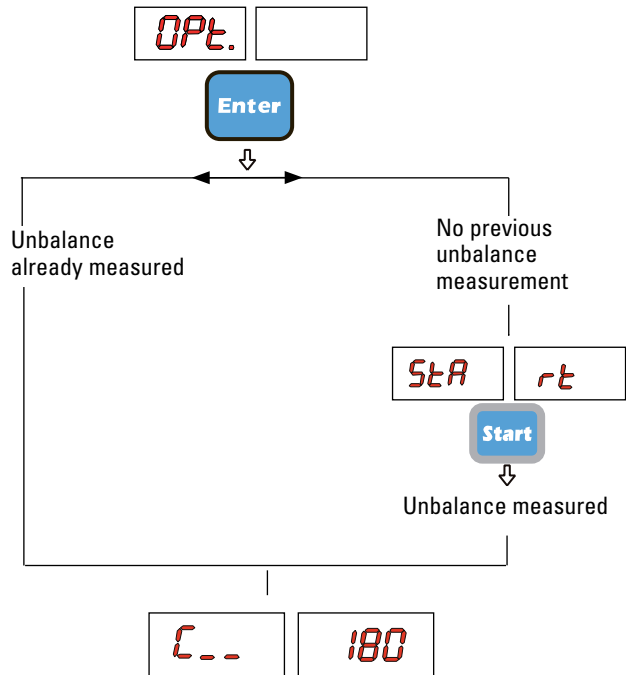 OPt.
Enter
Unbalance
already measured
No previous
unbalance
measurement
StA rt
Start
Unbalance measured
C_ _ 180